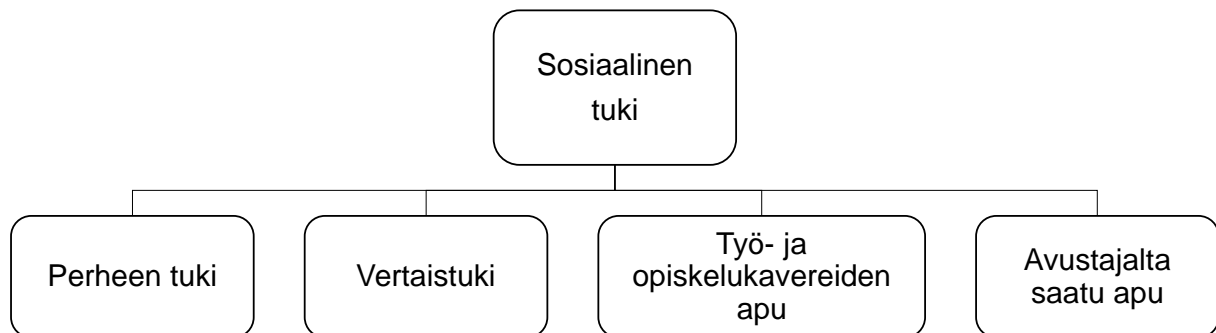 Sosiaalinen
tuki
Perheen tuki
Vertaistuki
Työ- ja
opiskelukavereiden
apu
Avustajalta
saatu apu